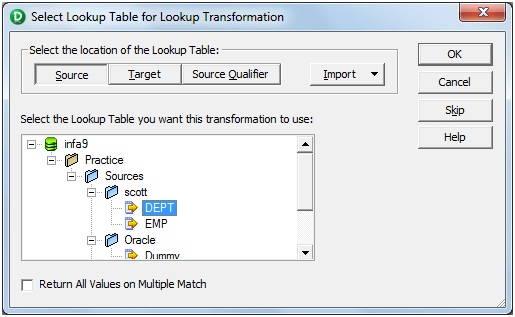 Select Lookup Table for Lookup Transformation
Select the location of the Lookup Table:
Source Target Source Qualifier Import
OK
Cancel
Skip
Help
Select the Lookup Table you want this transformation to use:
infa9
Practice
Sources
scott
DEPT
EMP
Oracle
Dummy
Return All Values on Multiple Match